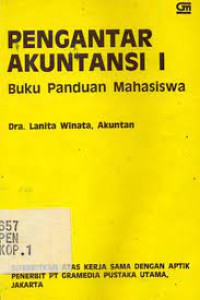 GM
PENGANTAR
AKUNTANSI I
Buku Panduan Mahasiswa
Dra. Lanita Winata, Akuntan
657
PEN
KOP.1
ATAS KERJA SAMA DENGAN APTIK
PENERBIT PT GRAMEDIA PUSTAKA UTAMA,
JAKARTA